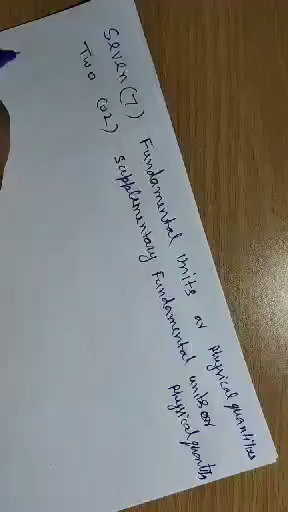 Seven (7) Fundamental units or Physical quantities
Two (02) Supplementary Fundamental units or Physical quantity